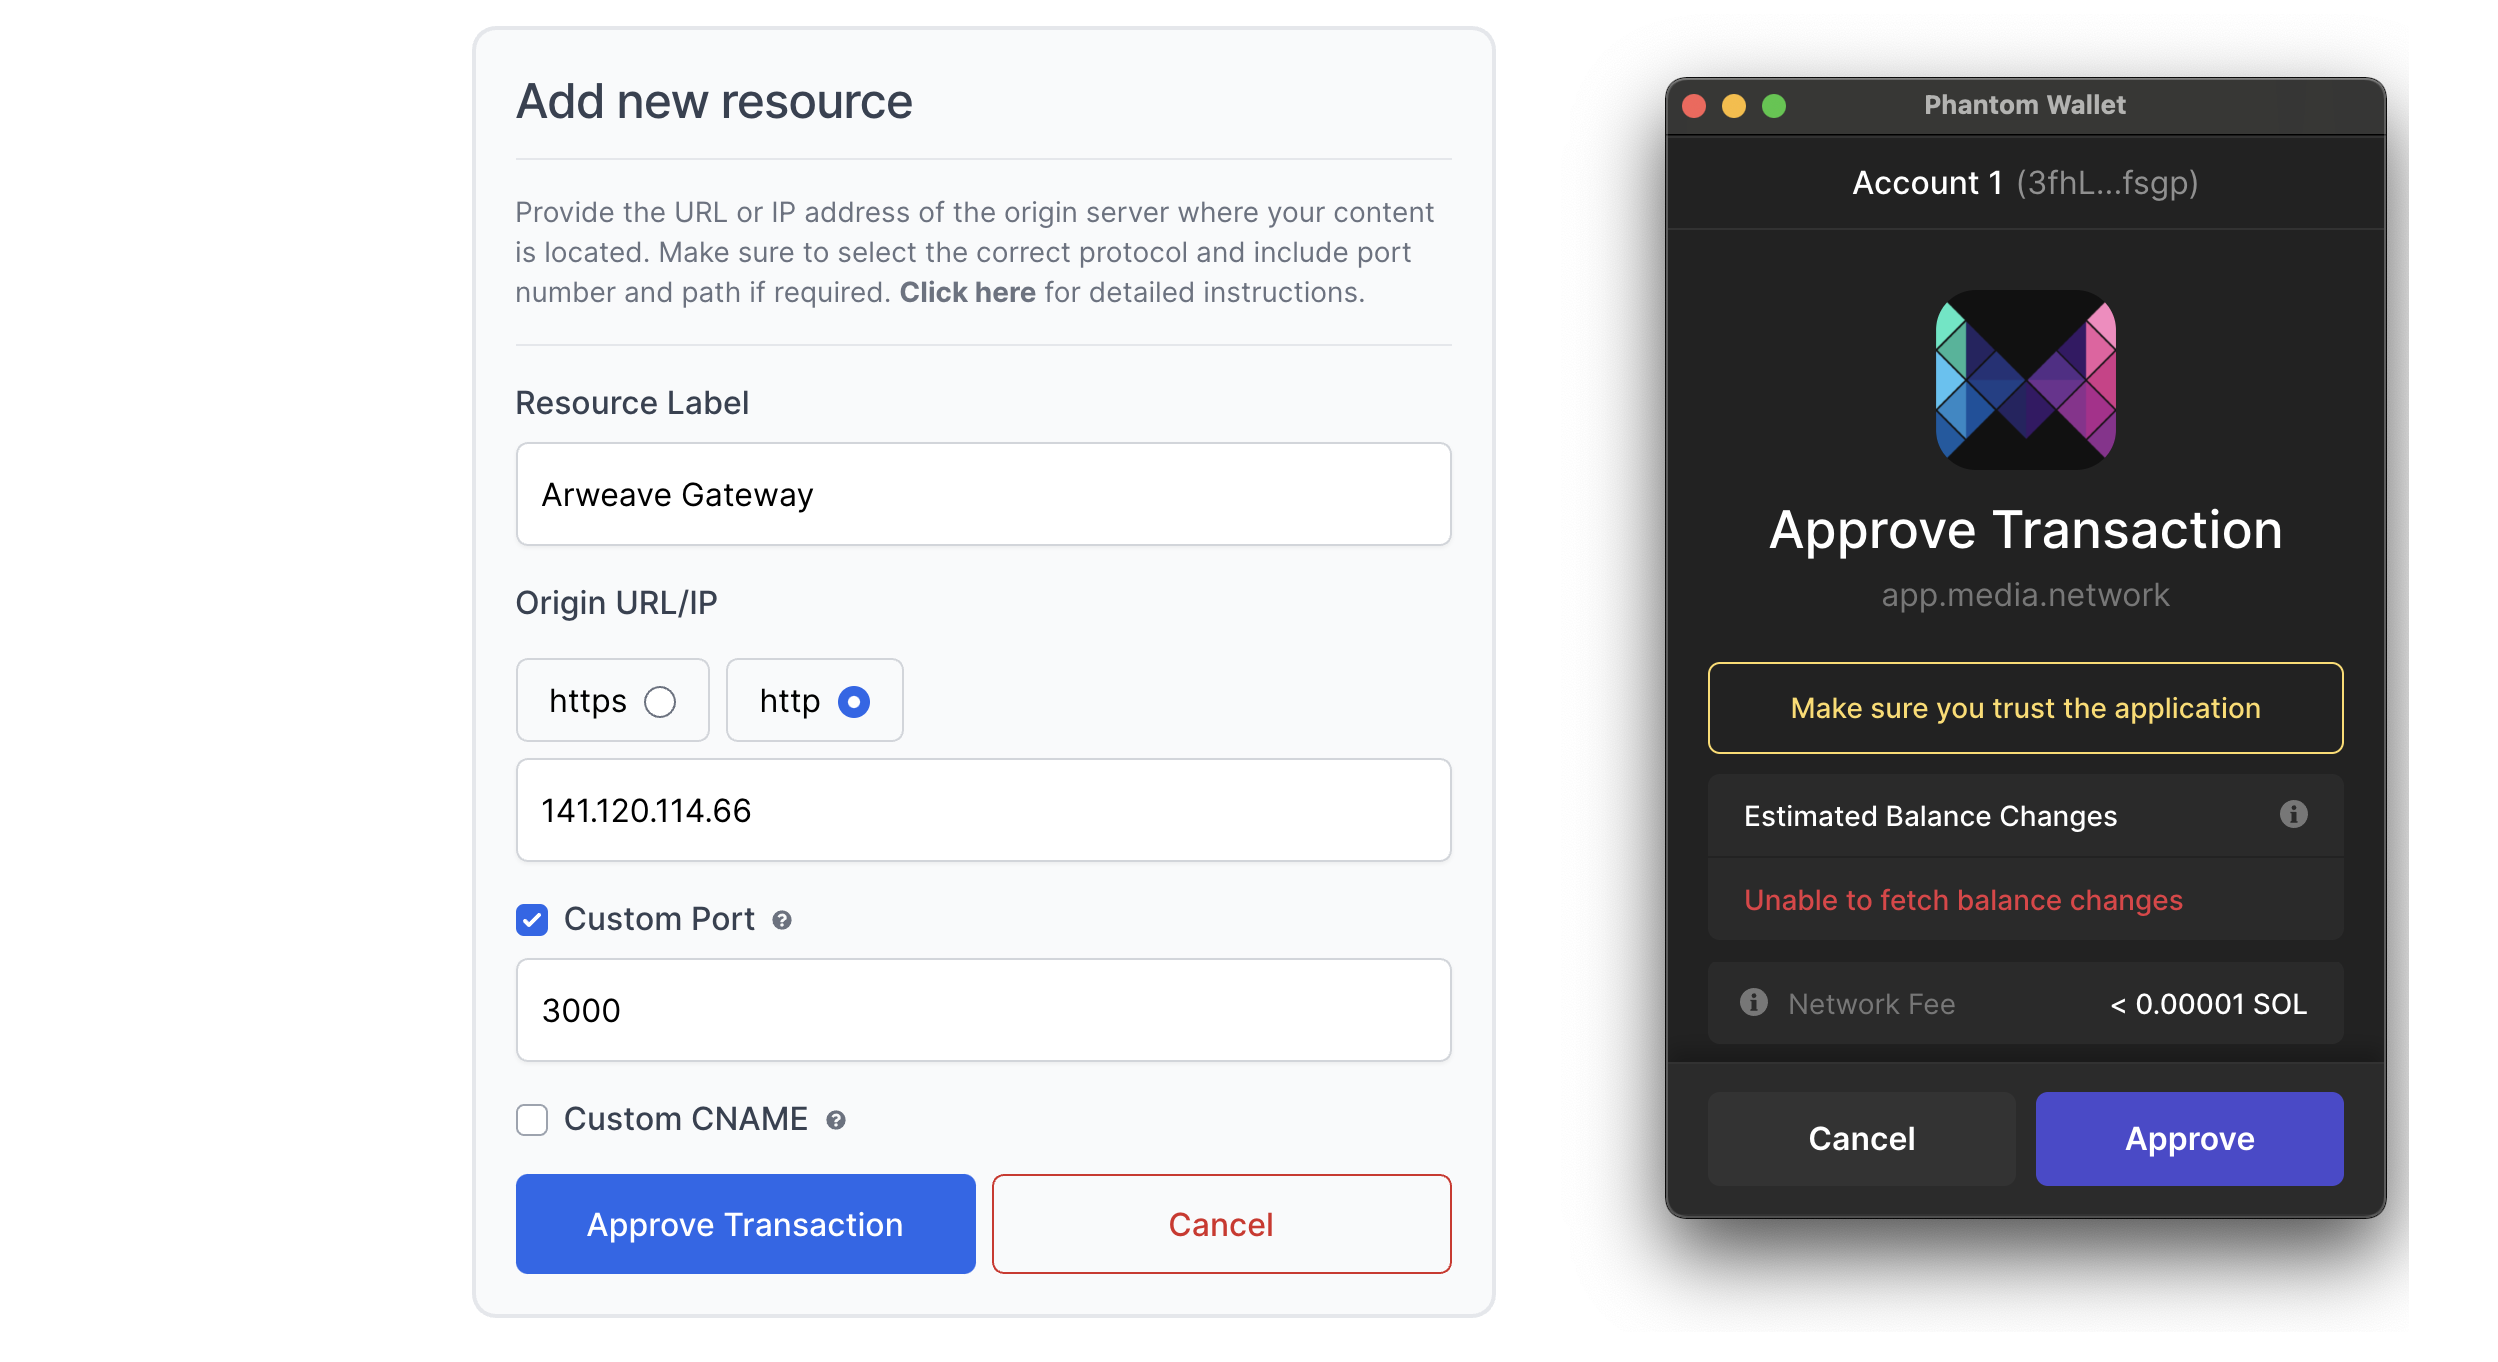 Add new resource
Provide the URL or IP address of the origin server where your content
is located. Make sure to select the correct protocol and include port
number and path if required. Click here for detailed instructions.
Resource Label
Arweave Gateway
Origin URL/IP
https
http
141.120.114.66
Custom Port
3000
Custom CNAME
Approve Transaction
Cancel
Phantom Wallet
Account 1 (3fhL...fsgp)
Approve Transaction
app.media.network
Make sure you trust the application
Estimated Balance Changes
Unable to fetch balance changes
Network Fee
< 0.00001 SOL
Cancel
Approve